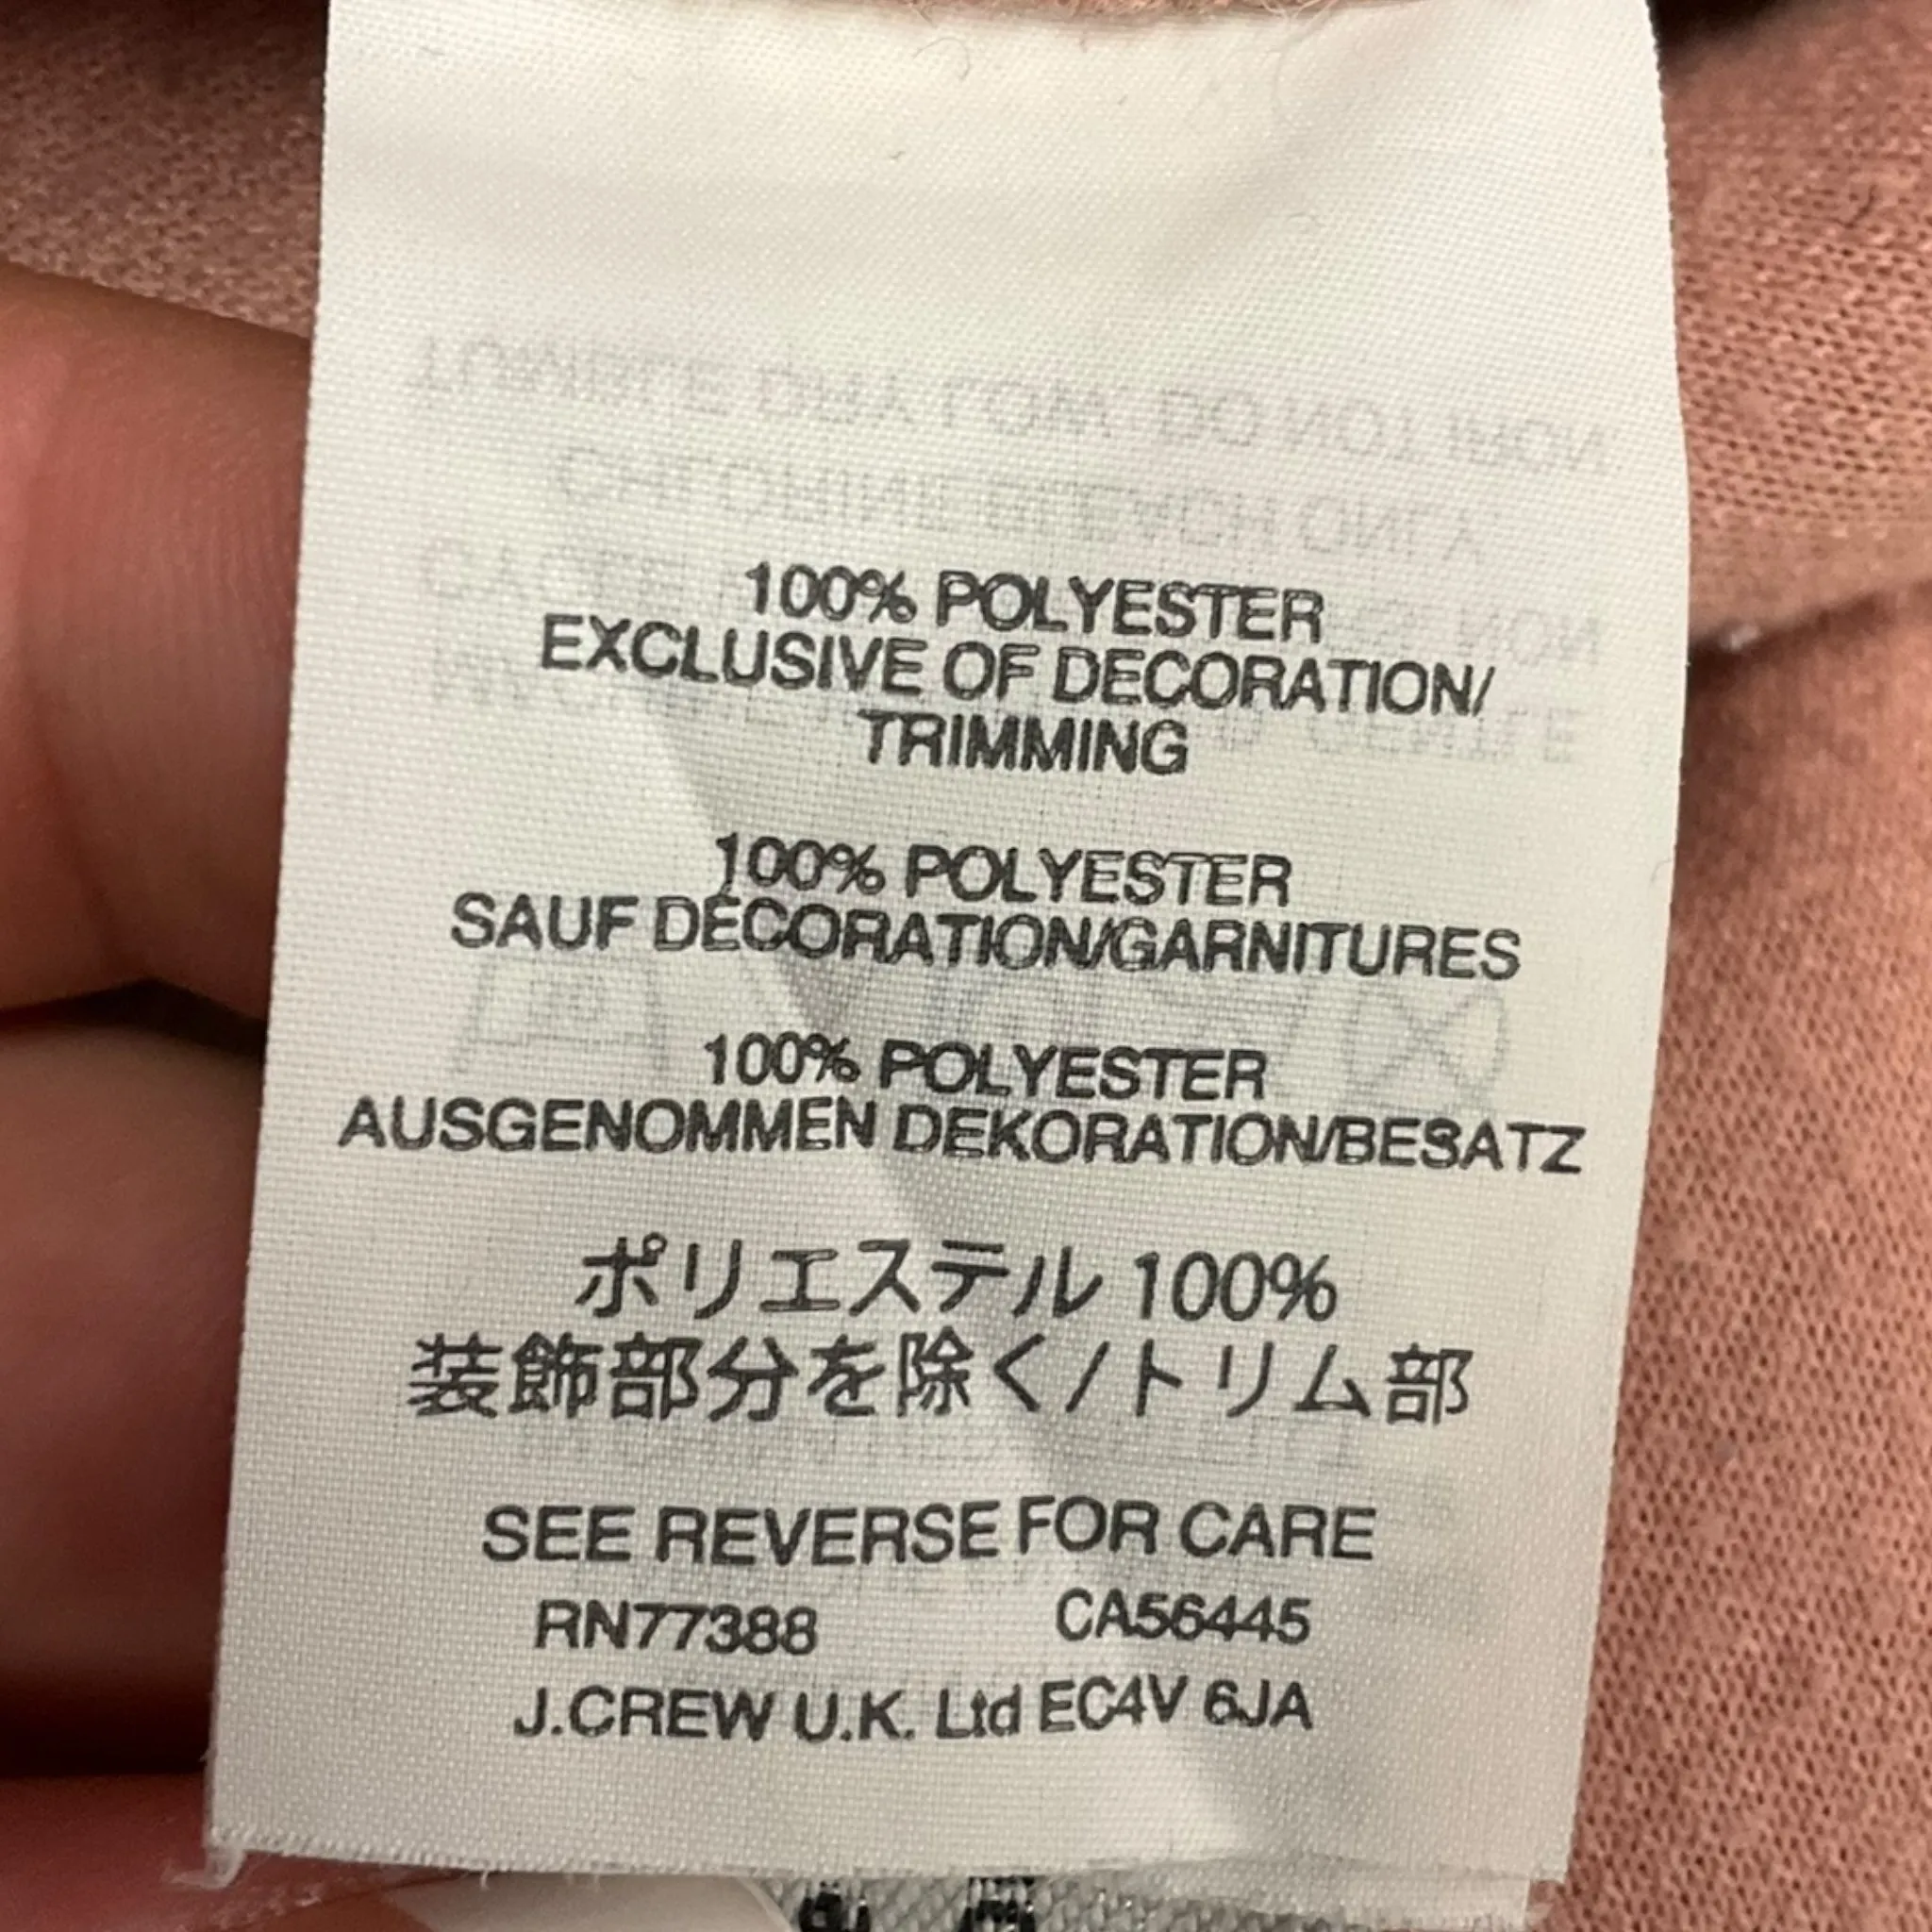 100% POLYESTER
EXCLUSIVE OF DECORATION/
TRIMMING
100% POLYESTER
SAUF DÉCORATION/GARNITURES
100% POLYESTER
AUSGENOMMEN DEKORATION/BESATZ
ポリエステル 100%
装飾部分を除く/トリム部
SEE REVERSE FOR CARE
RN77388 CA56445
J.CREW U.K. Ltd EC4V 6JA